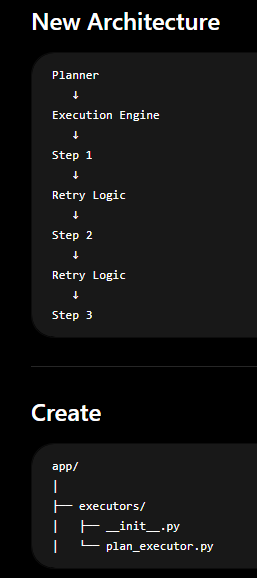 New Architecture
Planner
↓
Execution Engine
↓
Step 1
↓
Retry Logic
↓
Step 2
↓
Retry Logic
↓
Step 3
Create
app/
│
├── executors/
│   ├── __init__.py
│   └── plan_executor.py